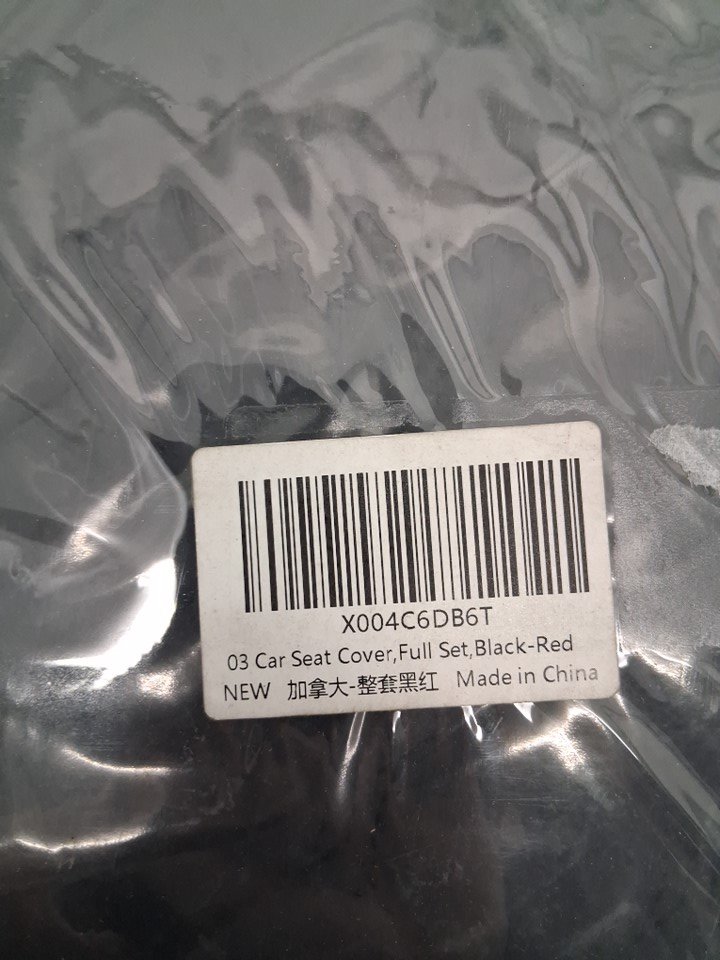 X004C6DB6T
03 Car Seat Cover,Full Set,Black-Red
NEW 加拿大-整套黑红 Made in China